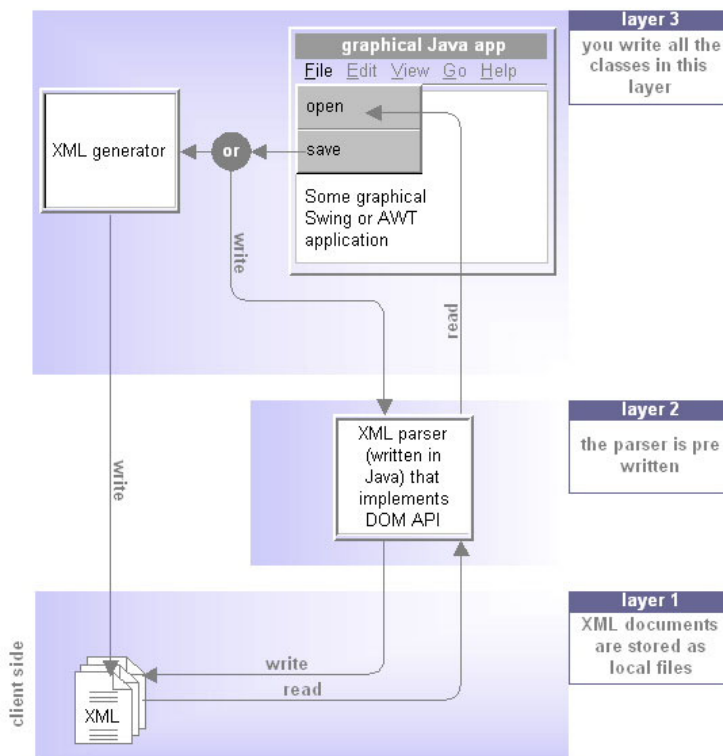 layer 3
you write all the
classes in this
layer
graphical Java app
File Edit View Go Help
open
save
Some graphical
Swing or AWT
application
XML generator
or
write
read
write
layer 2
the parser is pre
written
XML parser
(written in
Java) that
implements
DOM API
layer 1
XML documents
are stored as
local files
client side
write
read
XML